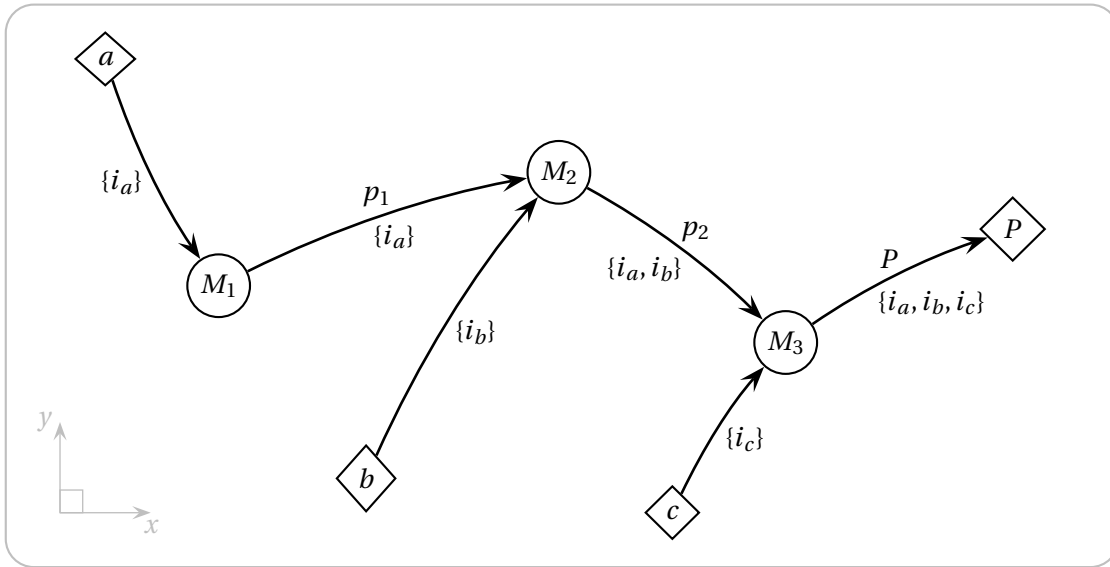 a
{i_a}
M_1
p_1
{i_a}
M_2
{i_b}
b
p_2
{i_a, i_b}
M_3
{i_c}
c
P
{i_a, i_b, i_c}
P
y
x